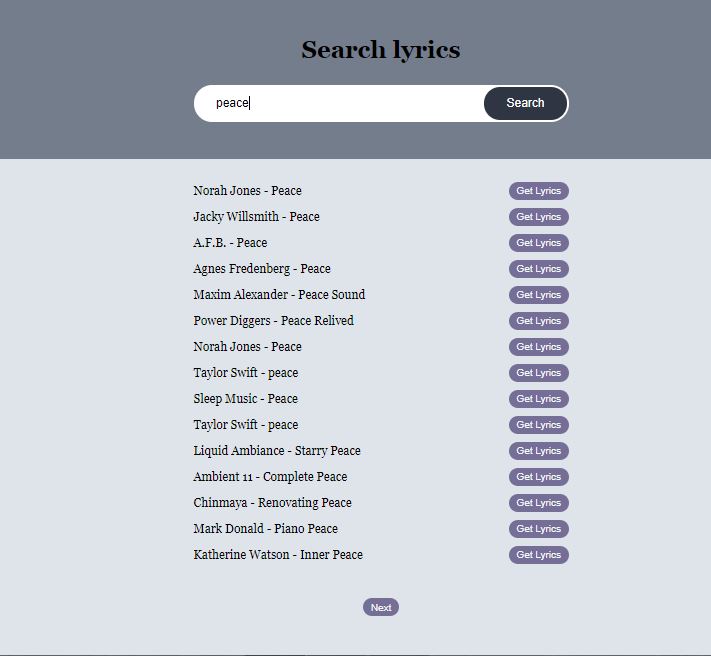 Search lyrics
peace Search
Norah Jones - Peace Get Lyrics
Jacky Willsmith - Peace Get Lyrics
A.F.B. - Peace Get Lyrics
Agnes Fredenberg - Peace Get Lyrics
Maxim Alexander - Peace Sound Get Lyrics
Power Diggers - Peace Relived Get Lyrics
Norah Jones - Peace Get Lyrics
Taylor Swift - peace Get Lyrics
Sleep Music - Peace Get Lyrics
Taylor Swift - peace Get Lyrics
Liquid Ambiance - Starry Peace Get Lyrics
Ambient 11 - Complete Peace Get Lyrics
Chinmaya - Renovating Peace Get Lyrics
Mark Donald - Piano Peace Get Lyrics
Katherine Watson - Inner Peace Get Lyrics
Next